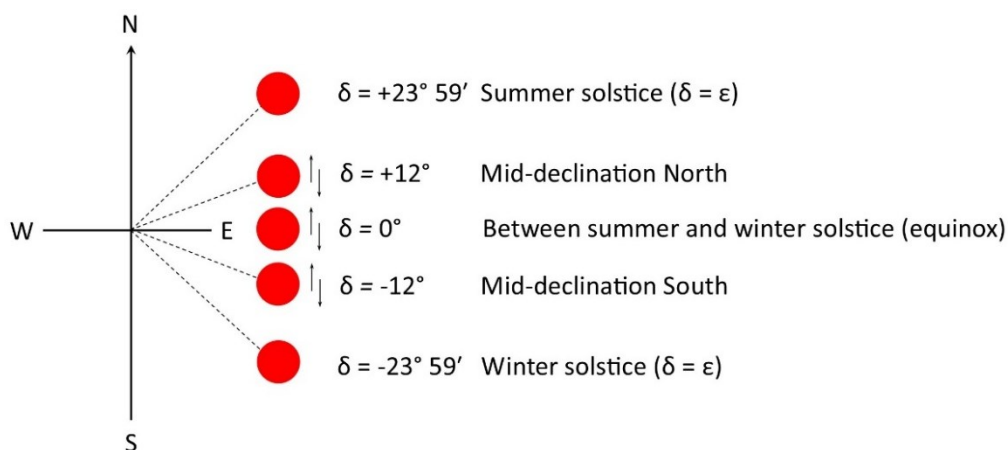 N
δ = +23° 59′ Summer solstice (δ = ε)
δ = +12° Mid-declination North
W E δ = 0° Between summer and winter solstice (equinox)
δ = -12° Mid-declination South
δ = -23° 59′ Winter solstice (δ = ε)
S